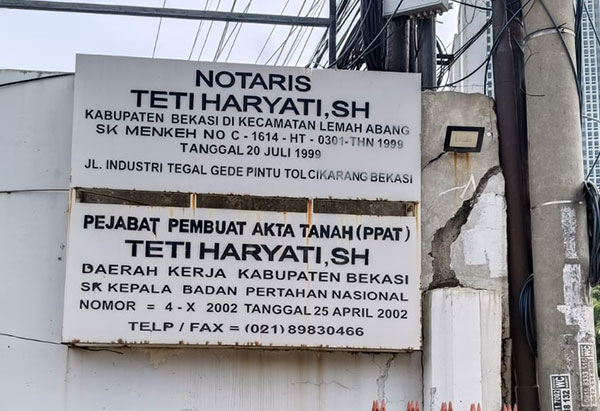 NOTARIS
TETI HARYATI,SH
KABUPATEN BEKASI DI KECAMATAN LEMAH ABANG
SK MENKEH NO C - 1614 - HT - 0301-THN 1999
TANGGAL 20 JULI 1999
JL. INDUSTRI TEGAL GEDE PINTU TOLCIKARANG BEKASI
PEJABAT PEMBUAT AKTA TANAH (PPAT)
TETI HARYATI,SH
DAERAH KERJA KABUPATEN BEKASI
SK KEPALA BADAN PERTAHAN NASIONAL
NOMOR = 4 - X 2002 TANGGAL 25 APRIL 2002
TELP / FAX = (021) 89830466